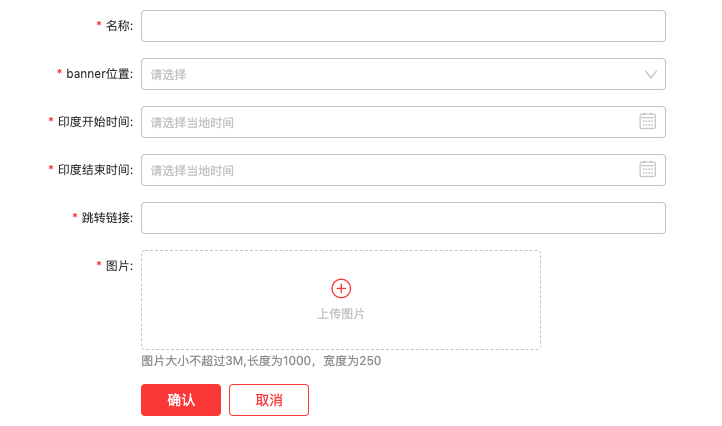 * 名称:
* banner位置: 请选择
* 印度开始时间: 请选择当地时间
* 印度结束时间: 请选择当地时间
* 跳转链接:
* 图片:
上传图片
图片大小不超过3M,长度为1000，宽度为250
确认 取消